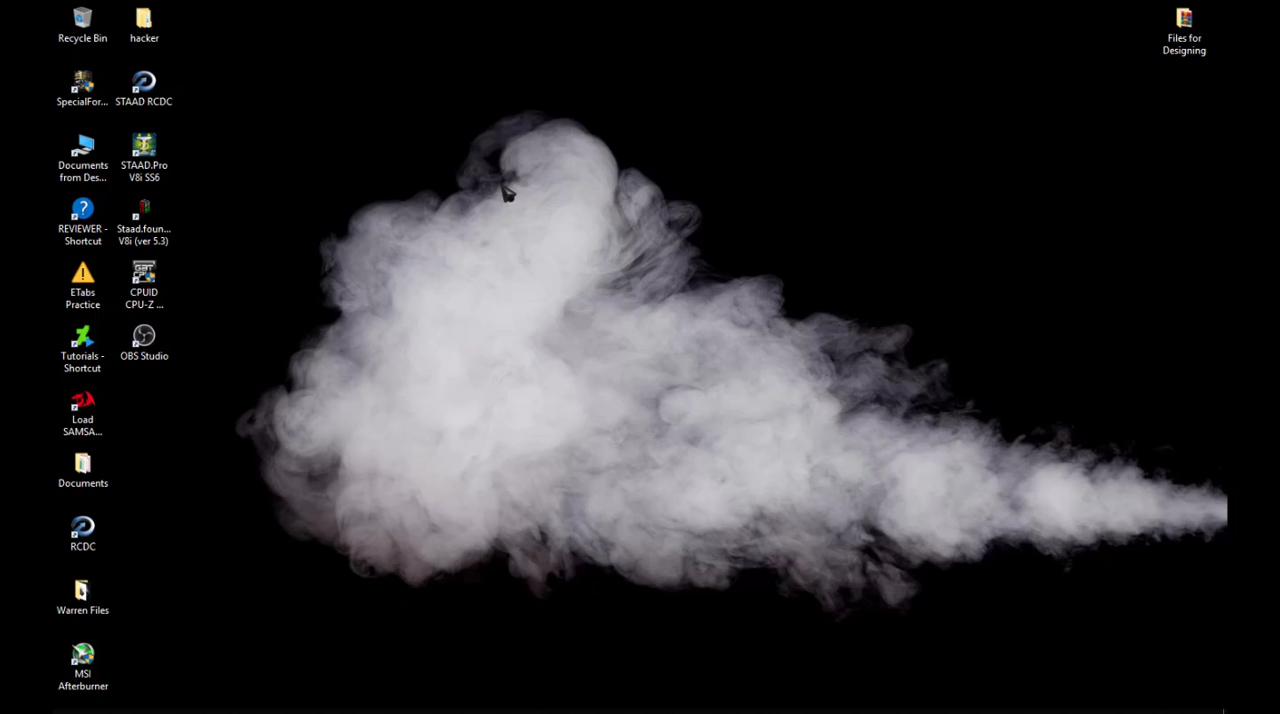 Recycle Bin
hacker
Files for
Designing
SpecialFor...
STAAD RCDC
Documents
from Des...
STAAD.Pro
V8i SS6
REVIEWER -
Shortcut
Staad.foun...
V8i (ver 5.3)
ETabs
Practice
CPUID
CPU-Z ...
Tutorials -
Shortcut
OBS Studio
Load
SAMSA...
Documents
RCDC
Warren Files
MSI
Afterburner